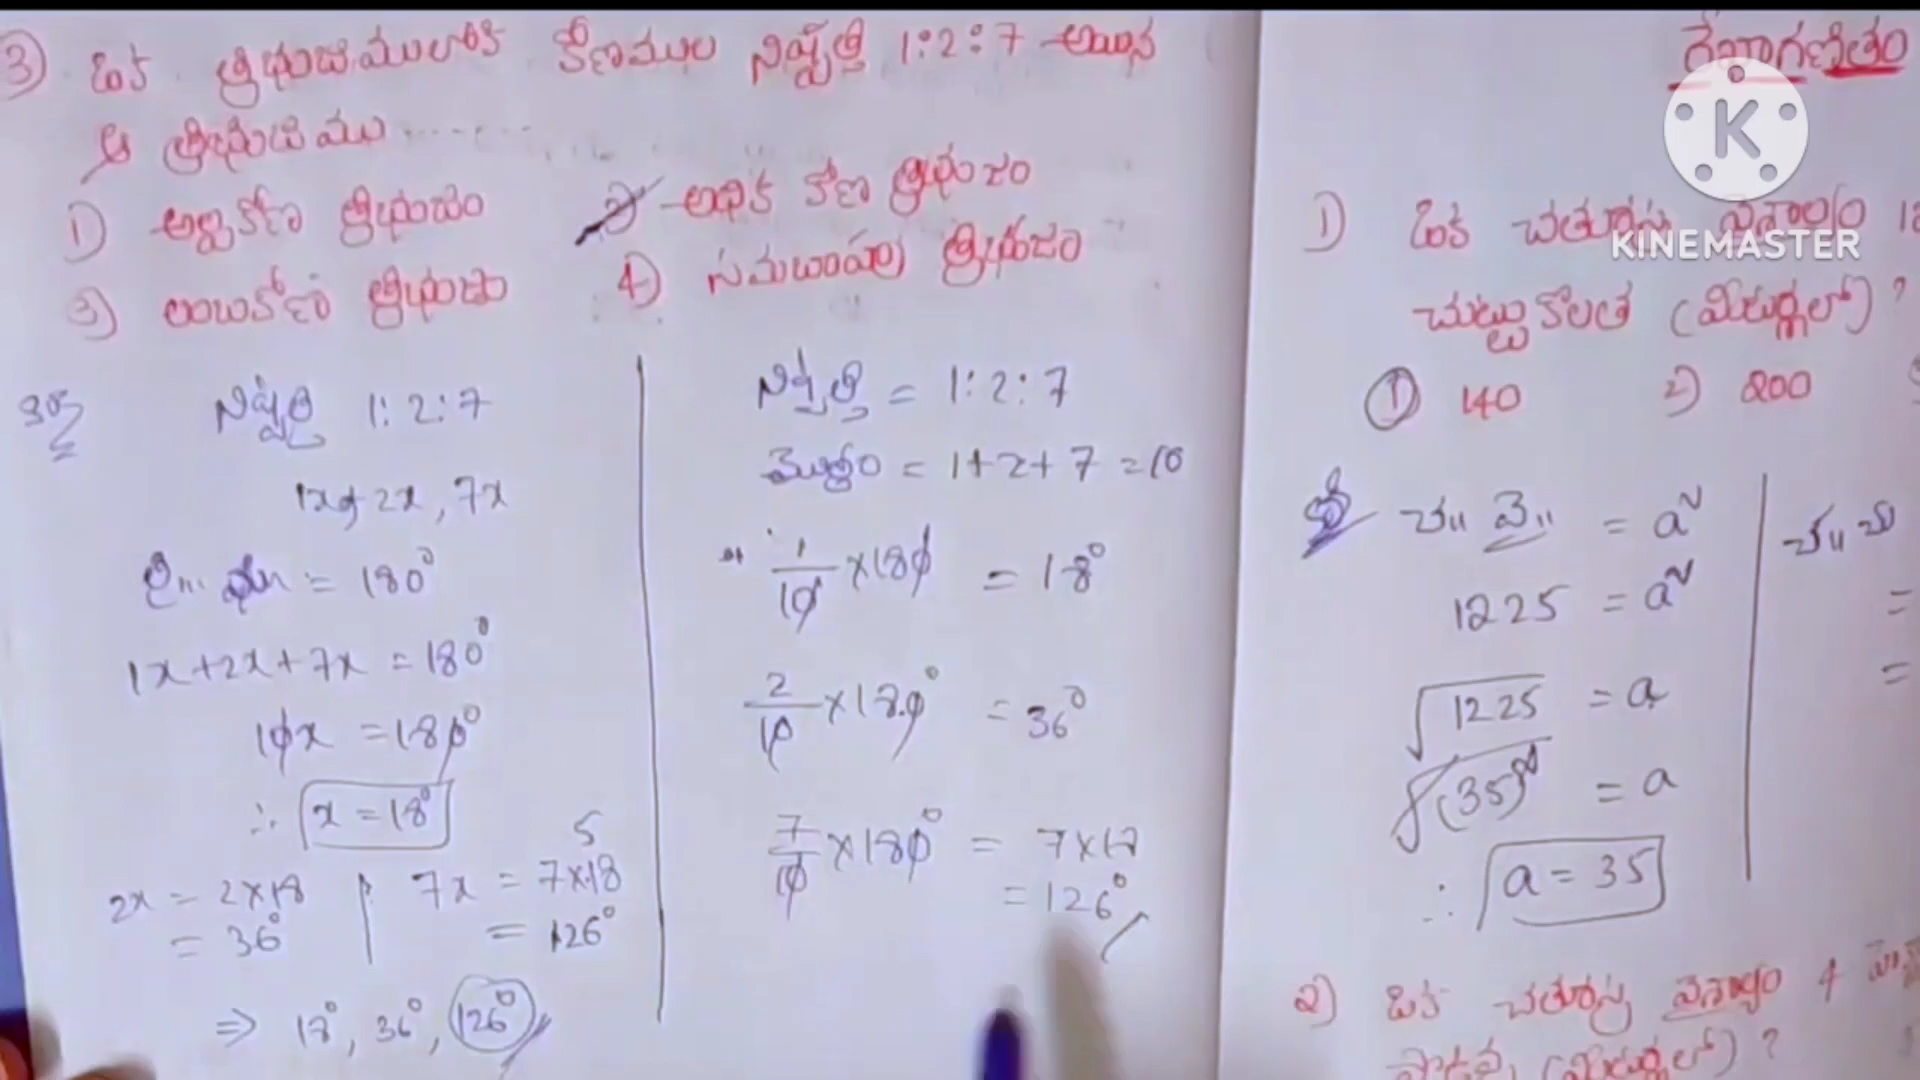 3) ఒక త్రిభుజములోని కోణముల నిష్పత్తి 1:2:7 అయిన
ఆ త్రిభుజము ........
1) అల్పకోణ త్రిభుజం 2) అధిక కోణ త్రిభుజం
3) లంబకోణ త్రిభుజం 4) సమబాహు త్రిభుజం
నిష్పత్తి 1:2:7
1x, 2x, 7x
= 180°
1x+2x+7x = 180°
10x = 180°
∴ x = 18°
2x = 2×18 | 7x = 7×18
= 36° = 126°
5
⇒ 18°, 36°, 126°
నిష్పత్తి = 1:2:7
మొత్తం = 1+2+7 = 10
1/10 ×180 = 18°
2/10 ×180° = 36°
7/10 ×180° = 7×18
= 126°
రేఖాగణితం
K
KINEMASTER
1) ఒక చతురస్ర వైశాల్యం 12
చుట్టుకొలత (మీటర్లలో) ?
1) 140 2) 200
చ॥ వై॥ = a²
1225 = a²
√1225 = a
√(35)² = a
∴ a = 35
చ॥ చు
=
=
2) ఒక చతురస్ర వైశాల్యం 4
(మీటర్లలో) ?